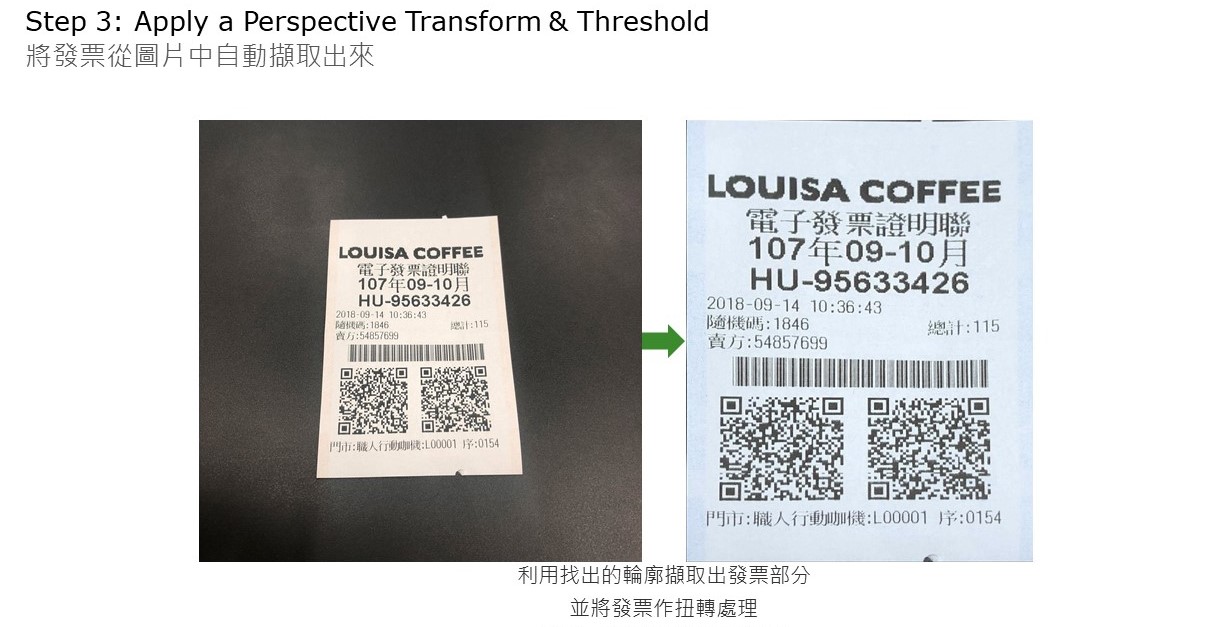 Step 3: Apply a Perspective Transform & Threshold
將發票從圖片中自動擷取出來
LOUISA COFFEE
電子發票證明聯
107年09-10月
HU-95633426
2018-09-14 10:36:43
隨機碼:1846 總計:115
賣方:54857699
門市:職人行動咖機:L00001 序:0154
LOUISA COFFEE
電子發票證明聯
107年09-10月
HU-95633426
2018-09-14 10:36:43
隨機碼:1846 總計:115
賣方:54857699
門市:職人行動咖機:L00001 序:0154
利用找出的輪廓擷取出發票部分
並將發票作扭轉處理